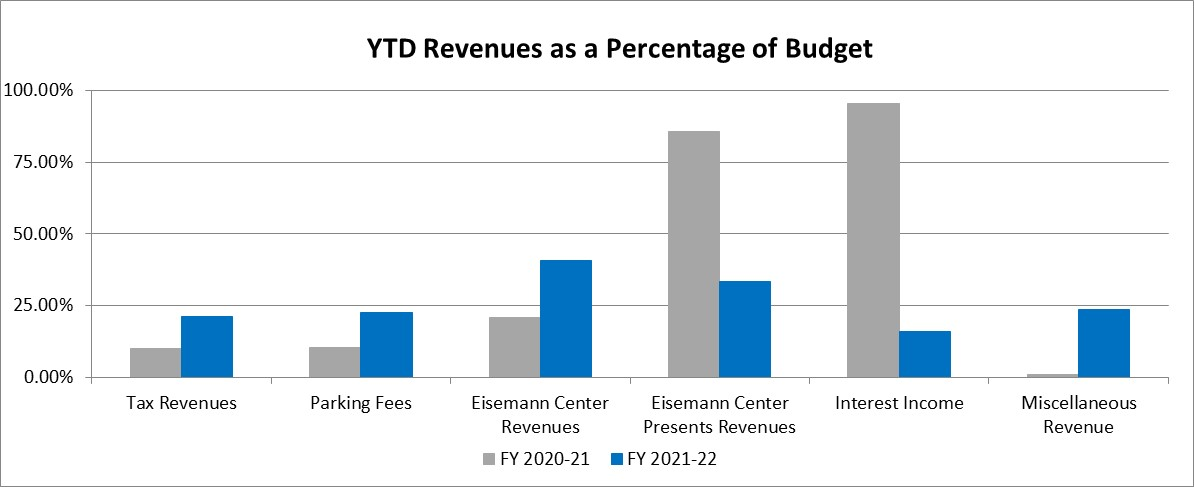 YTD Revenues as a Percentage of Budget
100.00%
75.00%
50.00%
25.00%
0.00%
Tax Revenues
Parking Fees
Eisemann Center
Revenues
Eisemann Center
Presents Revenues
Interest Income
Miscellaneous
Revenue
FY 2020-21
FY 2021-22